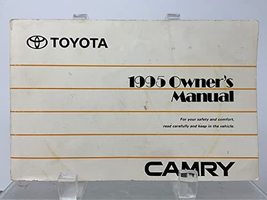 TOYOTA
1995 Owner's
Manual
For your safety and comfort,
read carefully and keep in the vehicle.
CAMRY